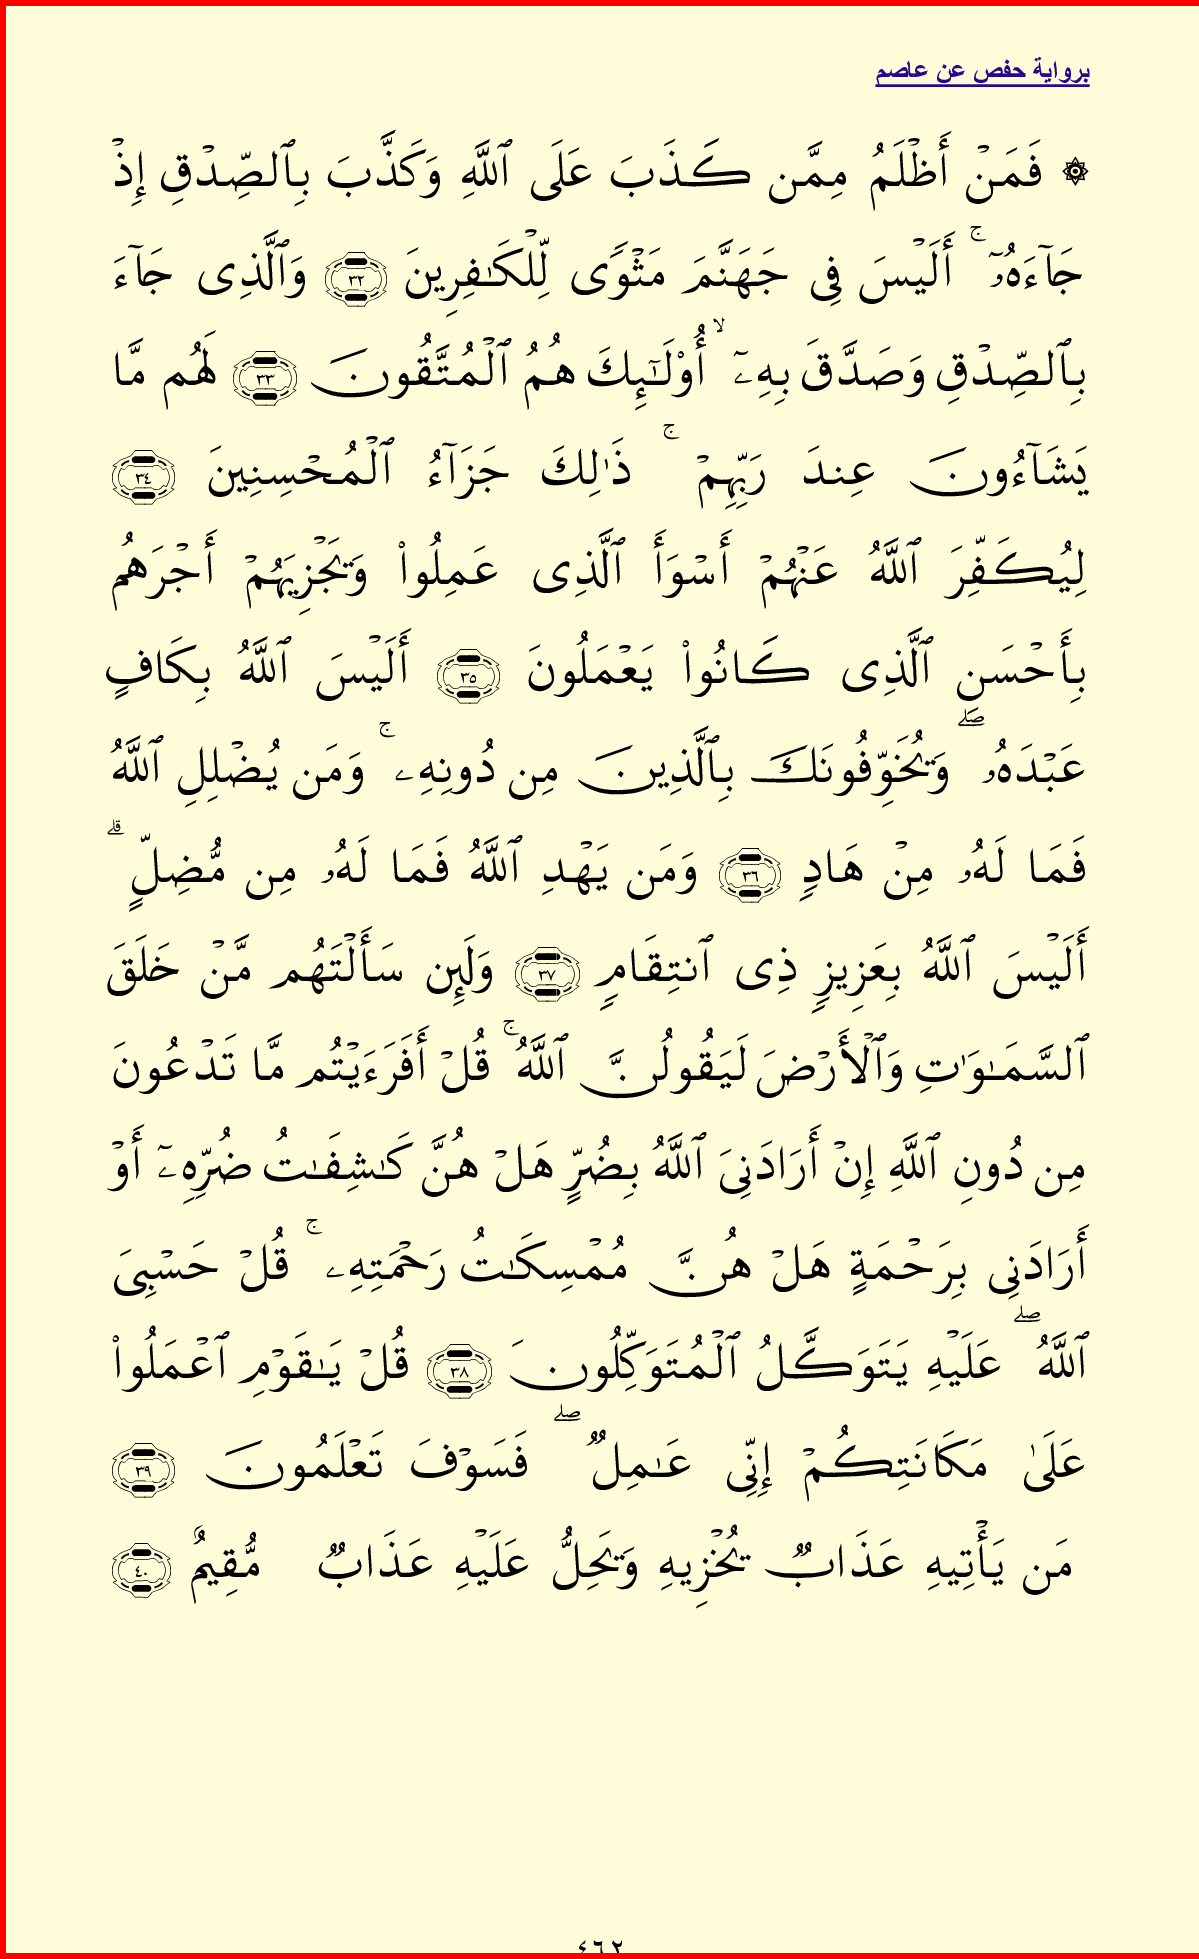 برواية حفص عن عاصم
۞ فَمَنۡ أَظۡلَمُ مِمَّن كَذَبَ عَلَى ٱللَّهِ وَكَذَّبَ بِٱلصِّدۡقِ إِذۡ
جَآءَهُۥٓۚ أَلَيۡسَ فِي جَهَنَّمَ مَثۡوٗى لِّلۡكَٰفِرِينَ ٣٢ وَٱلَّذِي جَآءَ
بِٱلصِّدۡقِ وَصَدَّقَ بِهِۦٓ ۙ أُوْلَٰٓئِكَ هُمُ ٱلۡمُتَّقُونَ ٣٣ لَهُم مَّا
يَشَآءُونَ عِندَ رَبِّهِمۡۚ ذَٰلِكَ جَزَآءُ ٱلۡمُحۡسِنِينَ ٣٤
لِيُكَفِّرَ ٱللَّهُ عَنۡهُمۡ أَسۡوَأَ ٱلَّذِي عَمِلُواْ وَيَجۡزِيَهُمۡ أَجۡرَهُم
بِأَحۡسَنِ ٱلَّذِي كَانُواْ يَعۡمَلُونَ ٣٥ أَلَيۡسَ ٱللَّهُ بِكَافٍ
عَبۡدَهُۥۖ وَيُخَوِّفُونَكَ بِٱلَّذِينَ مِن دُونِهِۦۚ وَمَن يُضۡلِلِ ٱللَّهُ
فَمَا لَهُۥ مِنۡ هَادٖ ٣٦ وَمَن يَهۡدِ ٱللَّهُ فَمَا لَهُۥ مِن مُّضِلٍّۗ
أَلَيۡسَ ٱللَّهُ بِعَزِيزٖ ذِي ٱنتِقَامٖ ٣٧ وَلَئِن سَأَلۡتَهُم مَّنۡ خَلَقَ
ٱلسَّمَٰوَٰتِ وَٱلۡأَرۡضَ لَيَقُولُنَّ ٱللَّهُۚ قُلۡ أَفَرَءَيۡتُم مَّا تَدۡعُونَ
مِن دُونِ ٱللَّهِ إِنۡ أَرَادَنِيَ ٱللَّهُ بِضُرٍّ هَلۡ هُنَّ كَٰشِفَٰتُ ضُرِّهِۦٓ أَوۡ
أَرَادَنِي بِرَحۡمَةٍ هَلۡ هُنَّ مُمۡسِكَٰتُ رَحۡمَتِهِۦۚ قُلۡ حَسۡبِيَ
ٱللَّهُۖ عَلَيۡهِ يَتَوَكَّلُ ٱلۡمُتَوَكِّلُونَ ٣٨ قُلۡ يَٰقَوۡمِ ٱعۡمَلُواْ
عَلَىٰ مَكَانَتِكُمۡ إِنِّي عَٰمِلٞۖ فَسَوۡفَ تَعۡلَمُونَ ٣٩
مَن يَأۡتِيهِ عَذَابٞ يُخۡزِيهِ وَيَحِلُّ عَلَيۡهِ عَذَابٞ مُّقِيمٌ ٤٠
٤٦٢